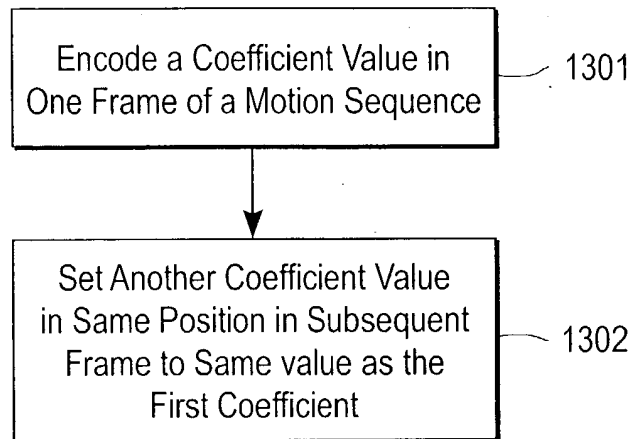 Encode a Coefficient Value in
One Frame of a Motion Sequence
1301
Set Another Coefficient Value
in Same Position in Subsequent
Frame to Same value as the
First Coefficient
1302